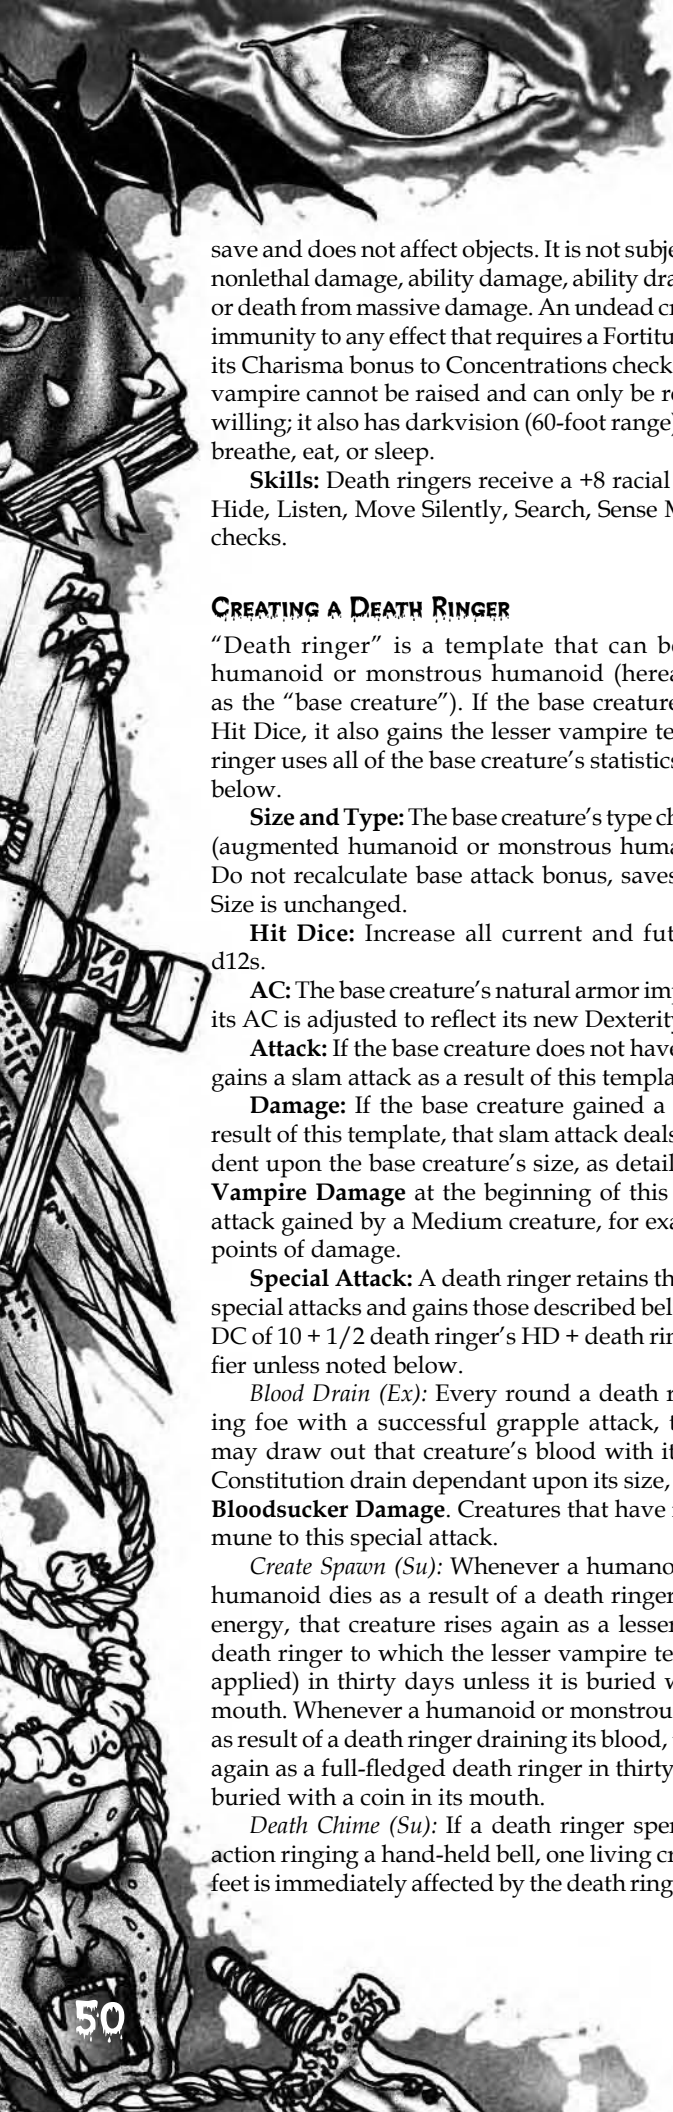 save and does not affect objects. It is not subje
nonlethal damage, ability damage, ability dra
or death from massive damage. An undead cr
immunity to any effect that requires a Fortitu
its Charisma bonus to Concentrations check
vampire cannot be raised and can only be re
willing; it also has darkvision (60-foot range)
breathe, eat, or sleep.
Skills: Death ringers receive a +8 racial
Hide, Listen, Move Silently, Search, Sense M
checks.
Creating a Death Ringer
“Death ringer” is a template that can be
humanoid or monstrous humanoid (herea
as the “base creature”). If the base creature
Hit Dice, it also gains the lesser vampire te
ringer uses all of the base creature’s statistics
below.
Size and Type: The base creature’s type ch
(augmented humanoid or monstrous huma
Do not recalculate base attack bonus, saves
Size is unchanged.
Hit Dice: Increase all current and fut
d12s.
AC: The base creature’s natural armor imp
its AC is adjusted to reflect its new Dexterity
Attack: If the base creature does not have
gains a slam attack as a result of this templa
Damage: If the base creature gained a
result of this template, that slam attack deals
dent upon the base creature’s size, as detail
Vampire Damage at the beginning of this
attack gained by a Medium creature, for exa
points of damage.
Special Attack: A death ringer retains th
special attacks and gains those described bel
DC of 10 + 1/2 death ringer’s HD + death rin
fier unless noted below.
Blood Drain (Ex): Every round a death r
ing foe with a successful grapple attack, t
may draw out that creature’s blood with it
Constitution drain dependant upon its size,
Bloodsucker Damage. Creatures that have
mune to this special attack.
Create Spawn (Su): Whenever a humano
humanoid dies as a result of a death ringer
energy, that creature rises again as a lesser
death ringer to which the lesser vampire te
applied) in thirty days unless it is buried w
mouth. Whenever a humanoid or monstrou
as result of a death ringer draining its blood,
again as a full-fledged death ringer in thirty
buried with a coin in its mouth.
Death Chime (Su): If a death ringer sper
action ringing a hand-held bell, one living cr
feet is immediately affected by the death ring
50